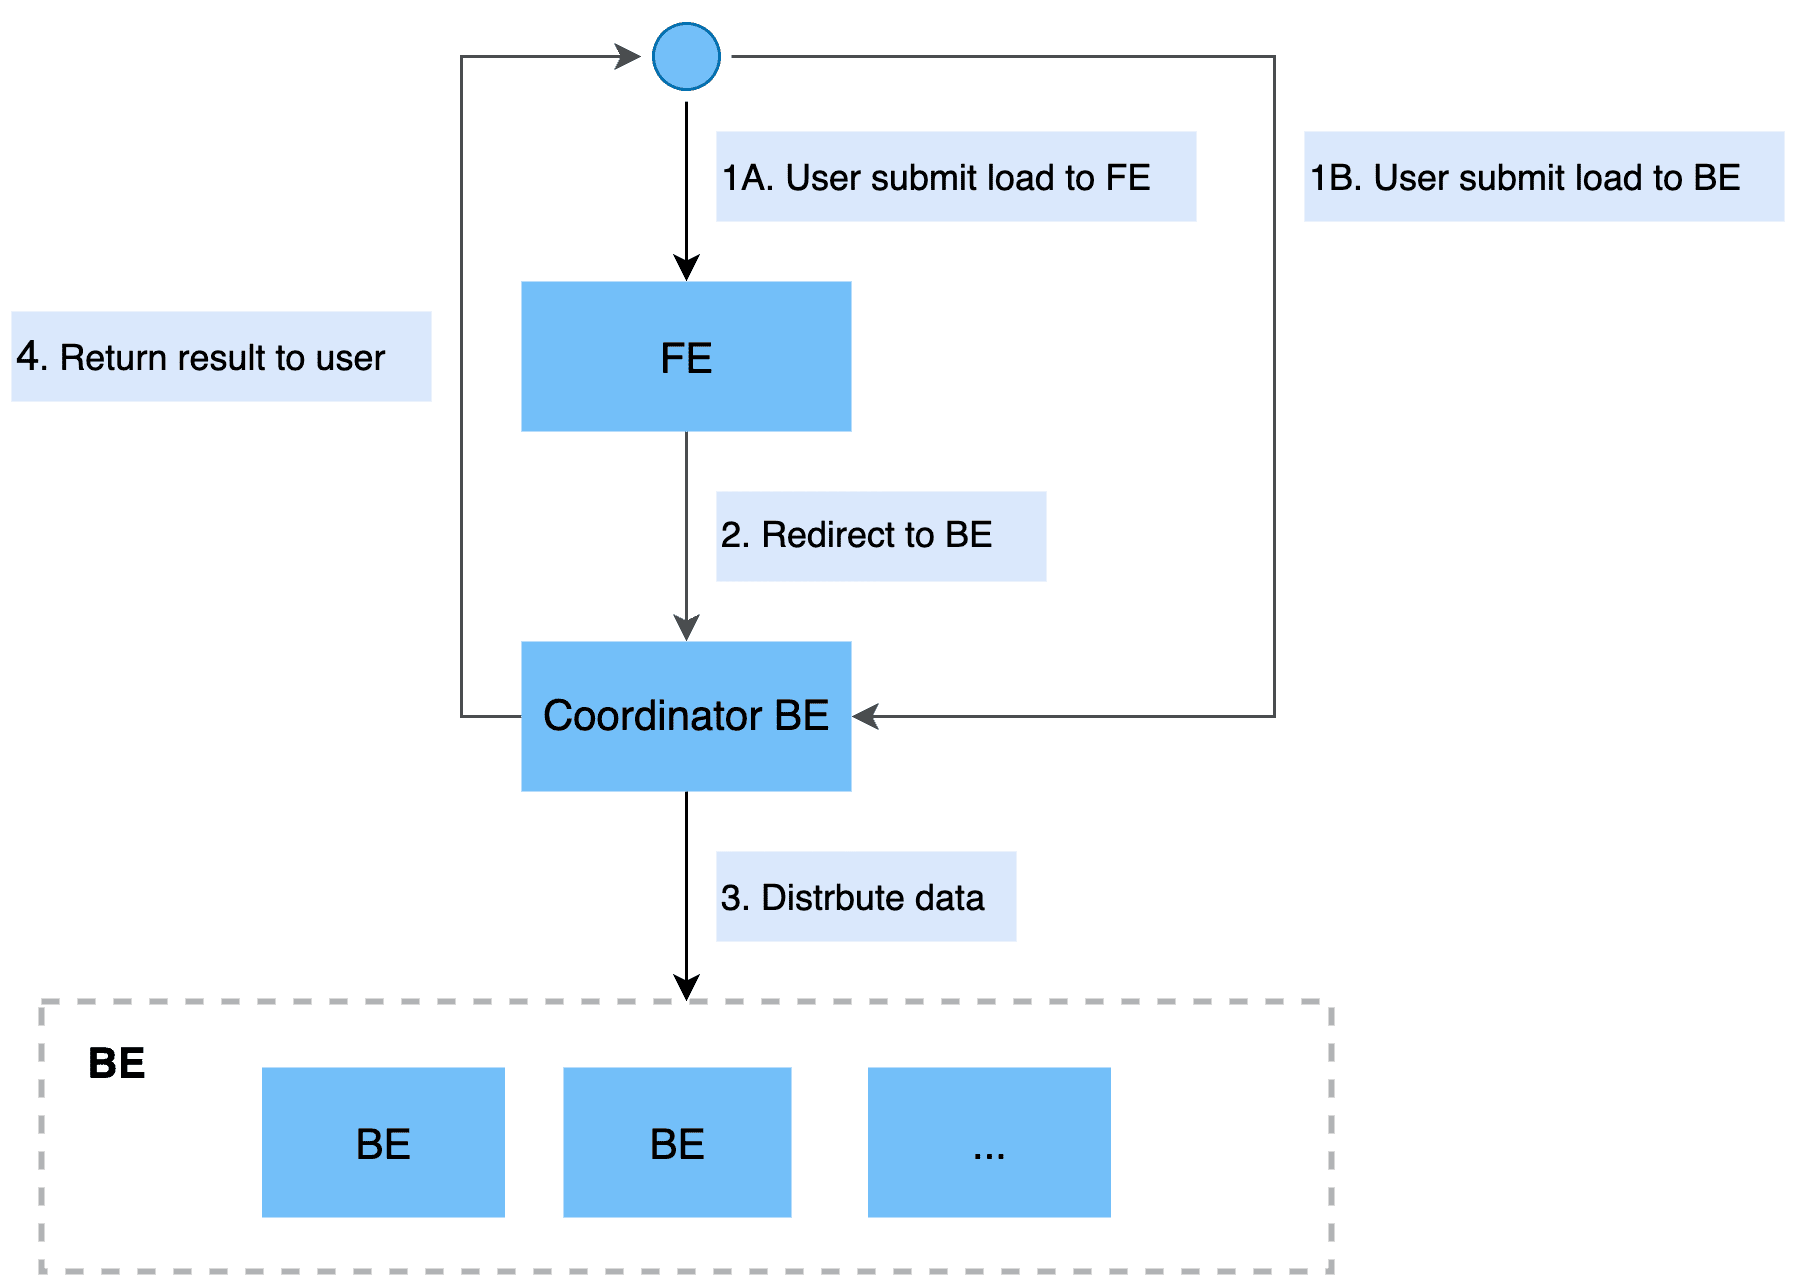 1A. User submit load to FE
1B. User submit load to BE
FE
4. Return result to user
2. Redirect to BE
Coordinator BE
3. Distrbute data
BE
BE
BE
...